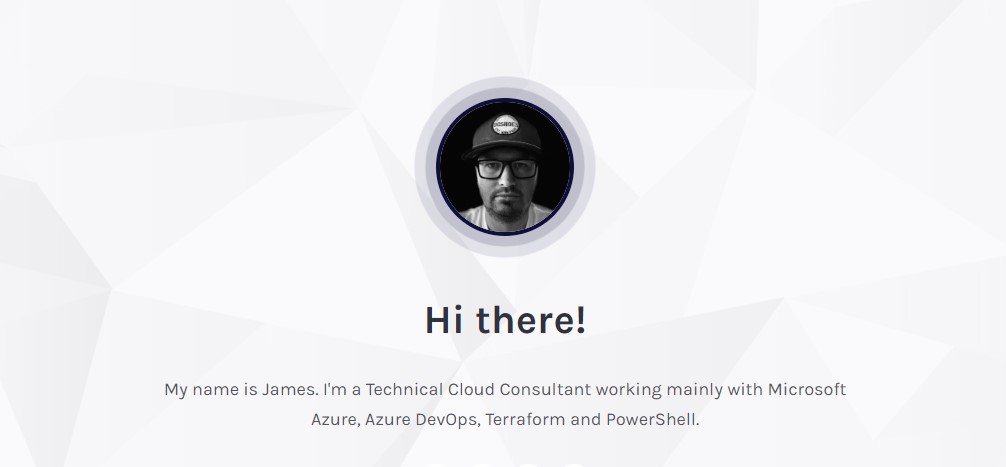 Hi there!
My name is James. I'm a Technical Cloud Consultant working mainly with Microsoft
Azure, Azure DevOps, Terraform and PowerShell.